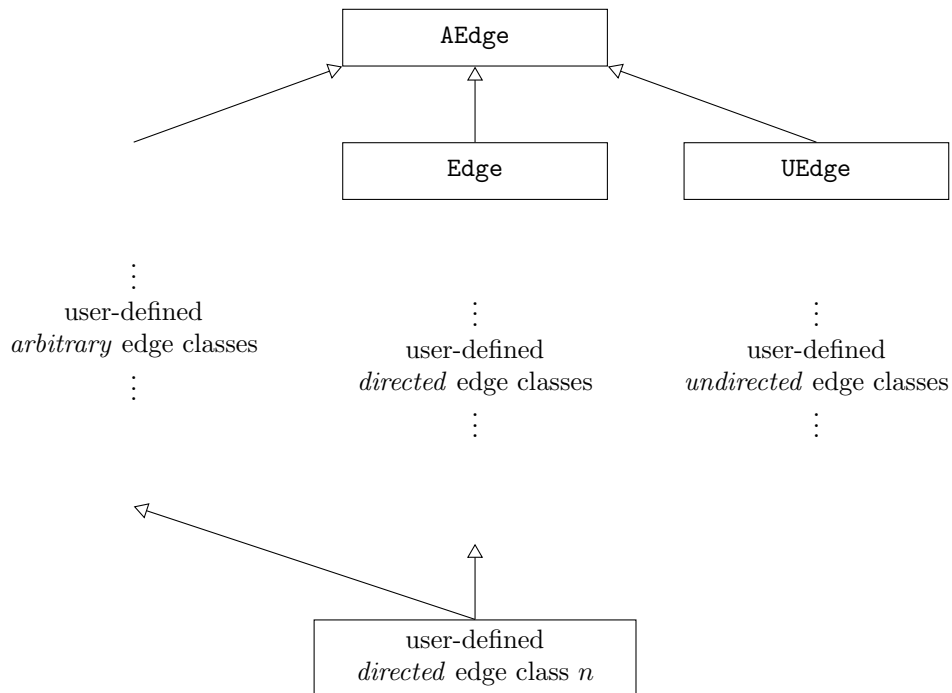 AEdge
Edge
UEdge
⋮
user-defined
arbitrary edge classes
⋮
⋮
user-defined
directed edge classes
⋮
⋮
user-defined
undirected edge classes
⋮
user-defined
directed edge class n